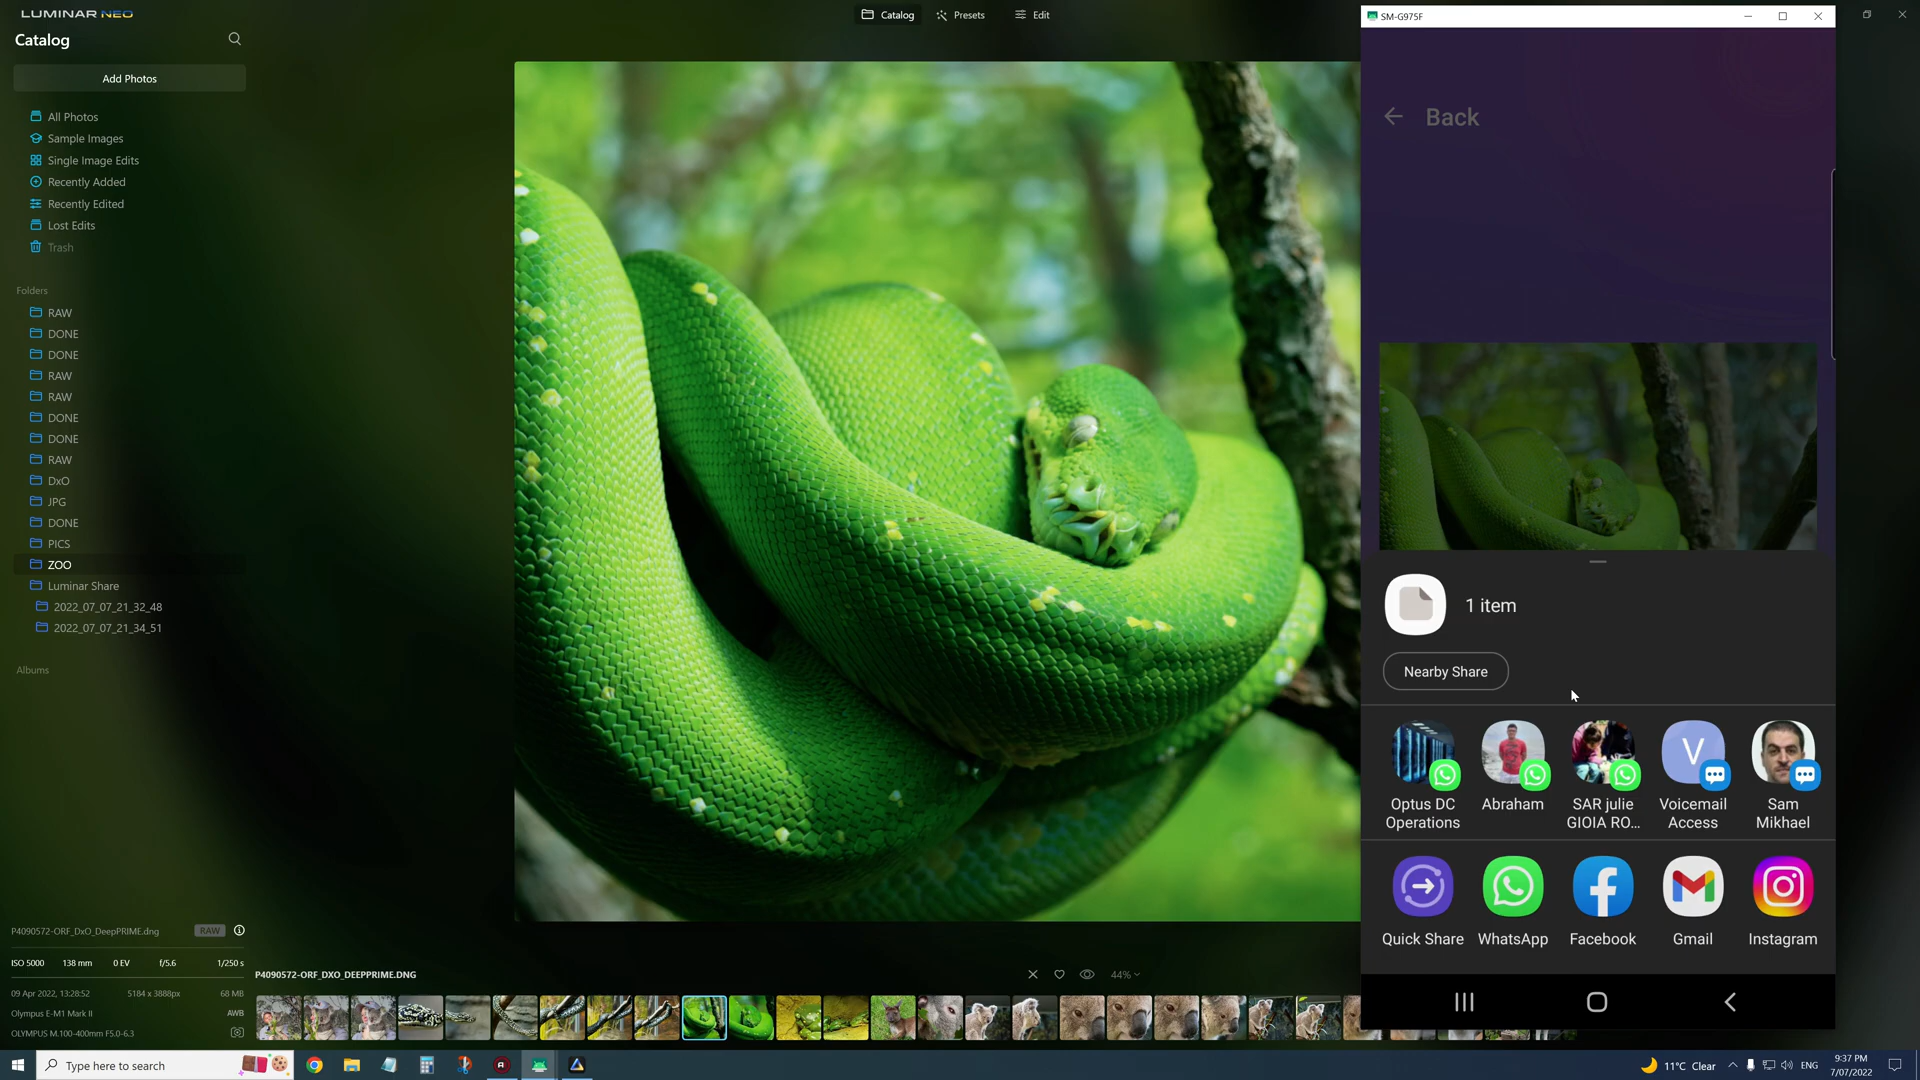 LUMINAR NEO
Catalog
Presets
Edit
SM-G975F
Catalog
Add Photos
Back
All Photos
Sample Images
Single Image Edits
Recently Added
Recently Edited
Lost Edits
Trash
Folders
RAW
DONE
DONE
RAW
RAW
DONE
DONE
RAW
DxO
JPG
DONE
PICS
ZOO
Luminar Share
2022_07_07_21_32_48
2022_07_07_21_34_51
Albums
1 item
Nearby Share
V
Optus DC Operations
Abraham
SAR julie GIOIA RO...
Voicemail Access
Sam Mikhael
Quick Share
WhatsApp
Facebook
Gmail
Instagram
P4090572-ORF_DxO_DeepPRIME.dng
RAW
ISO 5000
138 mm
0 EV
f/5.6
1/250 s
09 Apr 2022, 13:28:52
5184 x 3888px
68 MB
Olympus E-M1 Mark II
AWB
OLYMPUS M.100-400mm F5.0-6.3
P4090572-ORF_DXO_DEEPPRIME.DNG
44%
Type here to search
11°C Clear
ENG
9:37 PM
7/07/2022